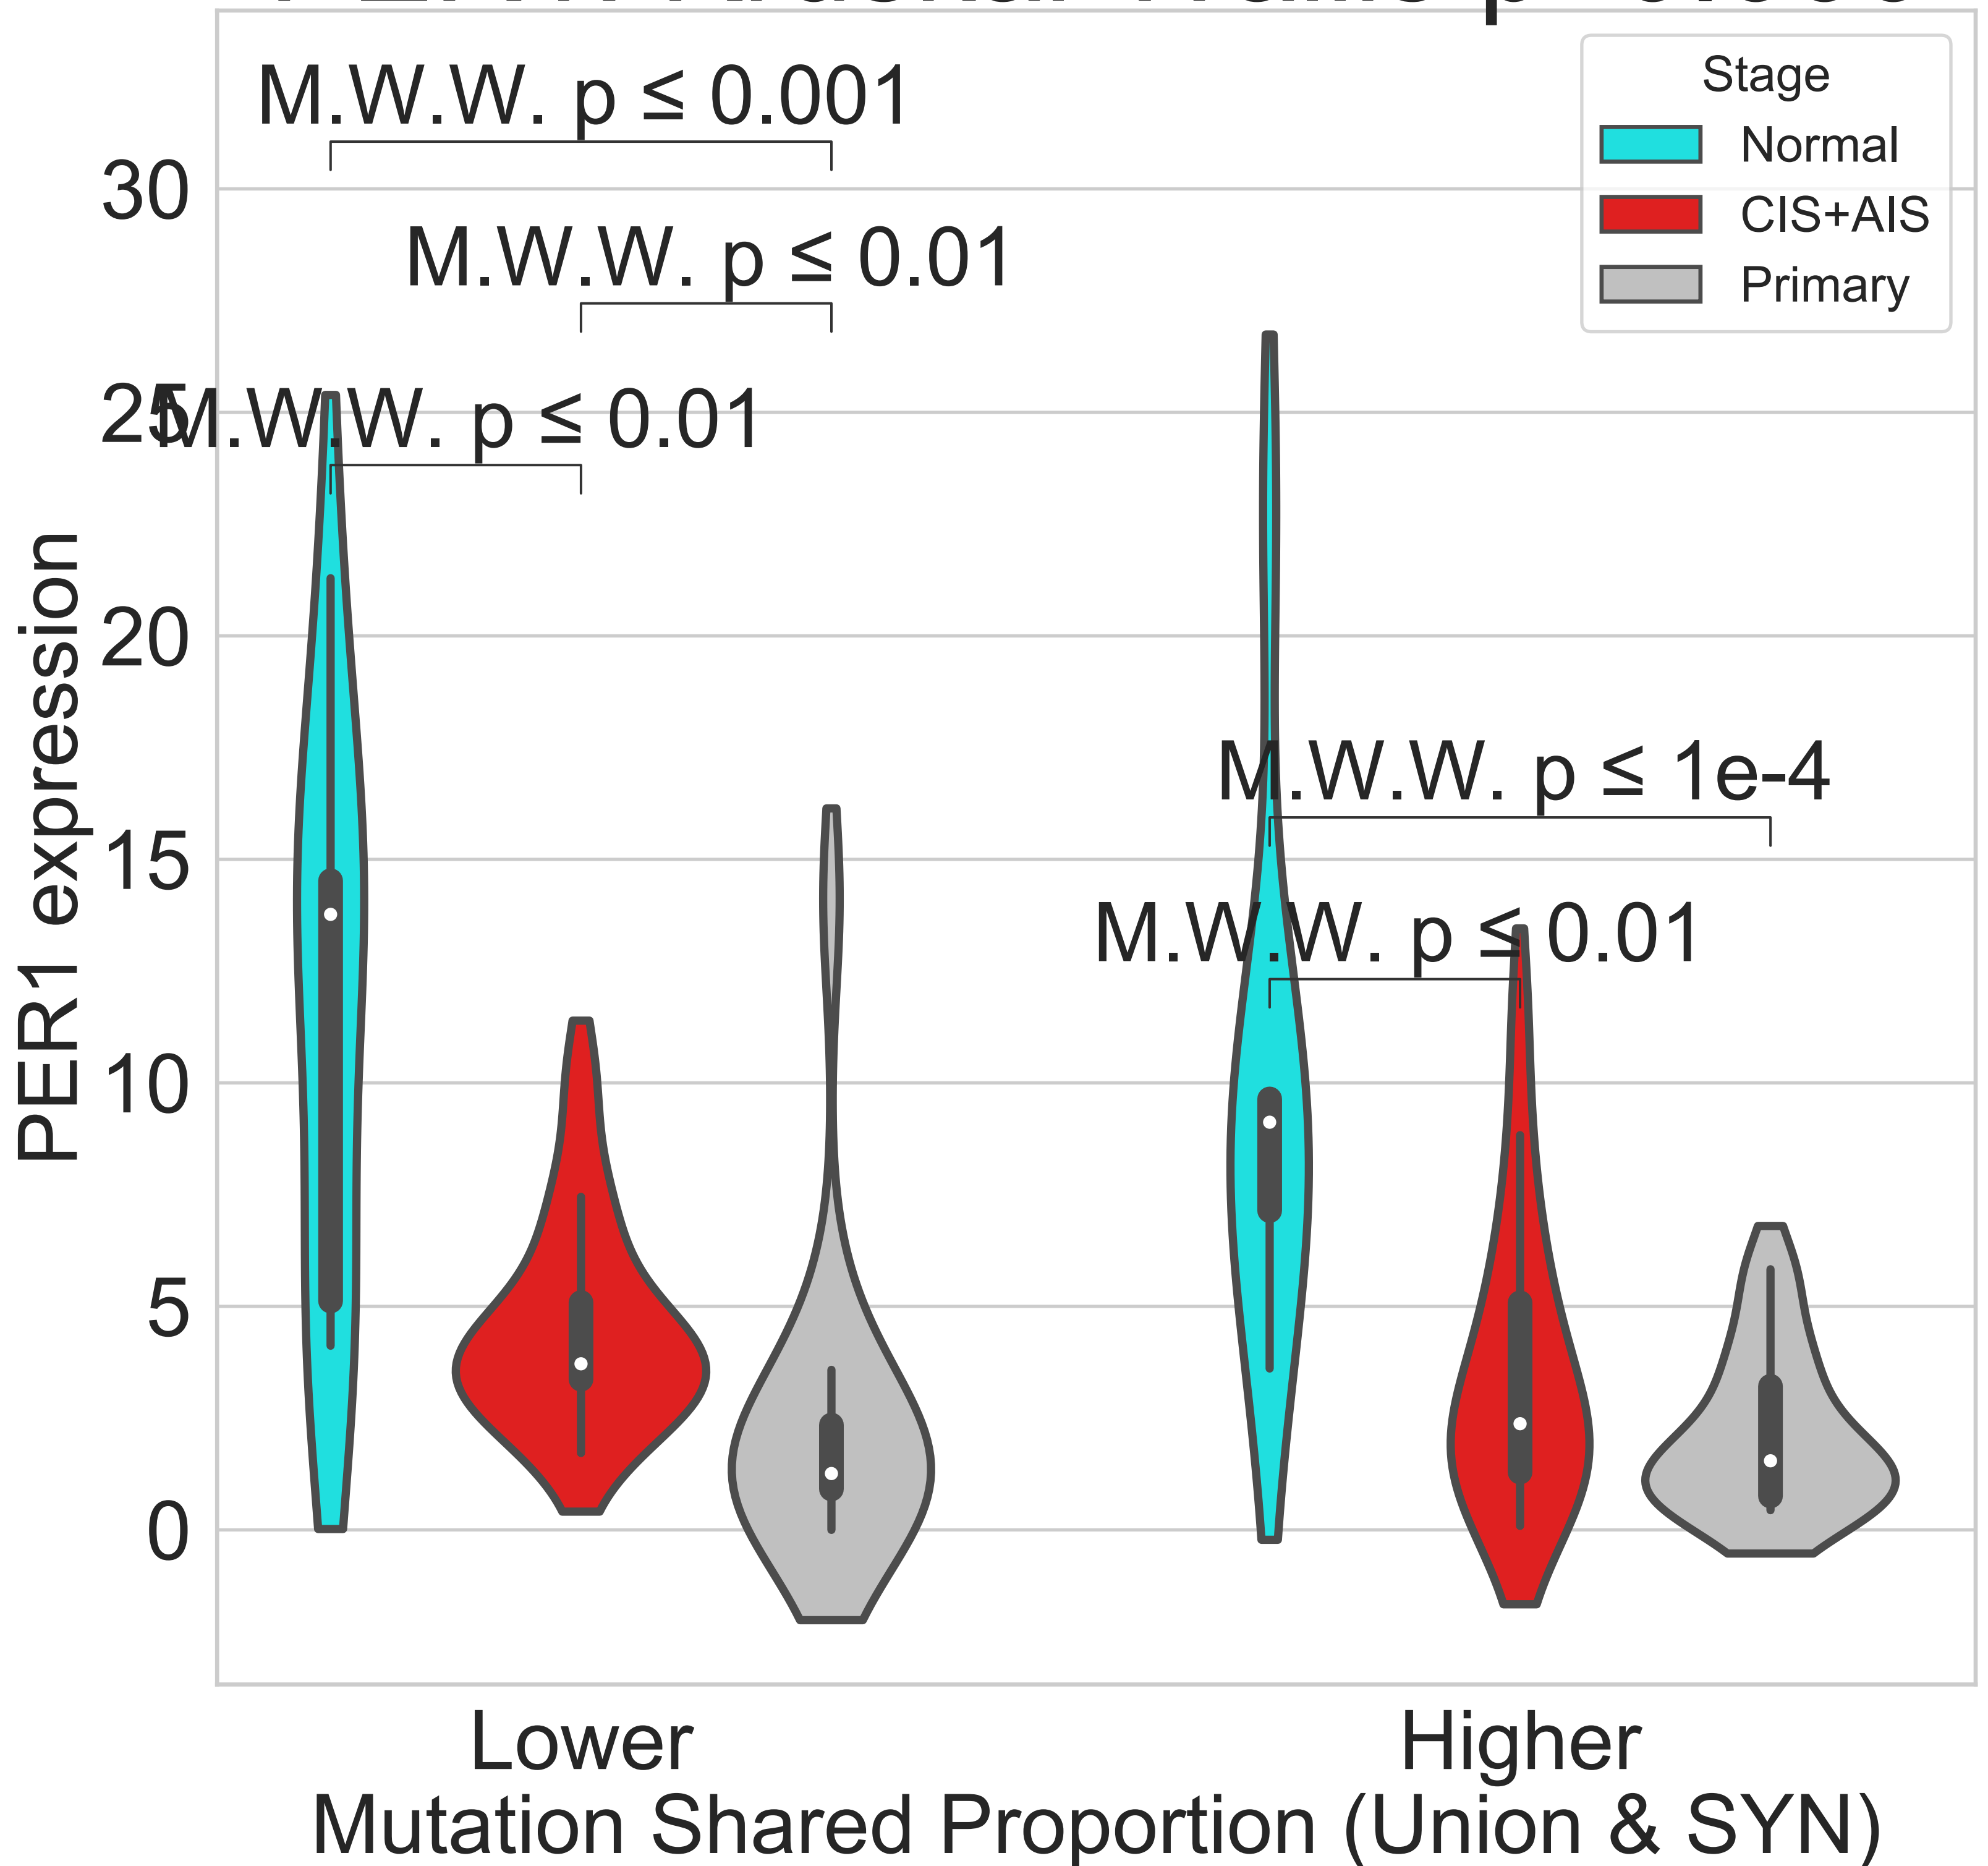 M.W.W. p ≤ 0.001
Stage
Normal
CIS+AIS
Primary
30
M.W.W. p ≤ 0.01
25
M.W.W. p ≤ 0.01
20
M.W.W. p ≤ 1e-4
15
M.W.W. p ≤ 0.01
10
5
0
PER1 expression
Lower
Higher
Mutation Shared Proportion (Union & SYN)